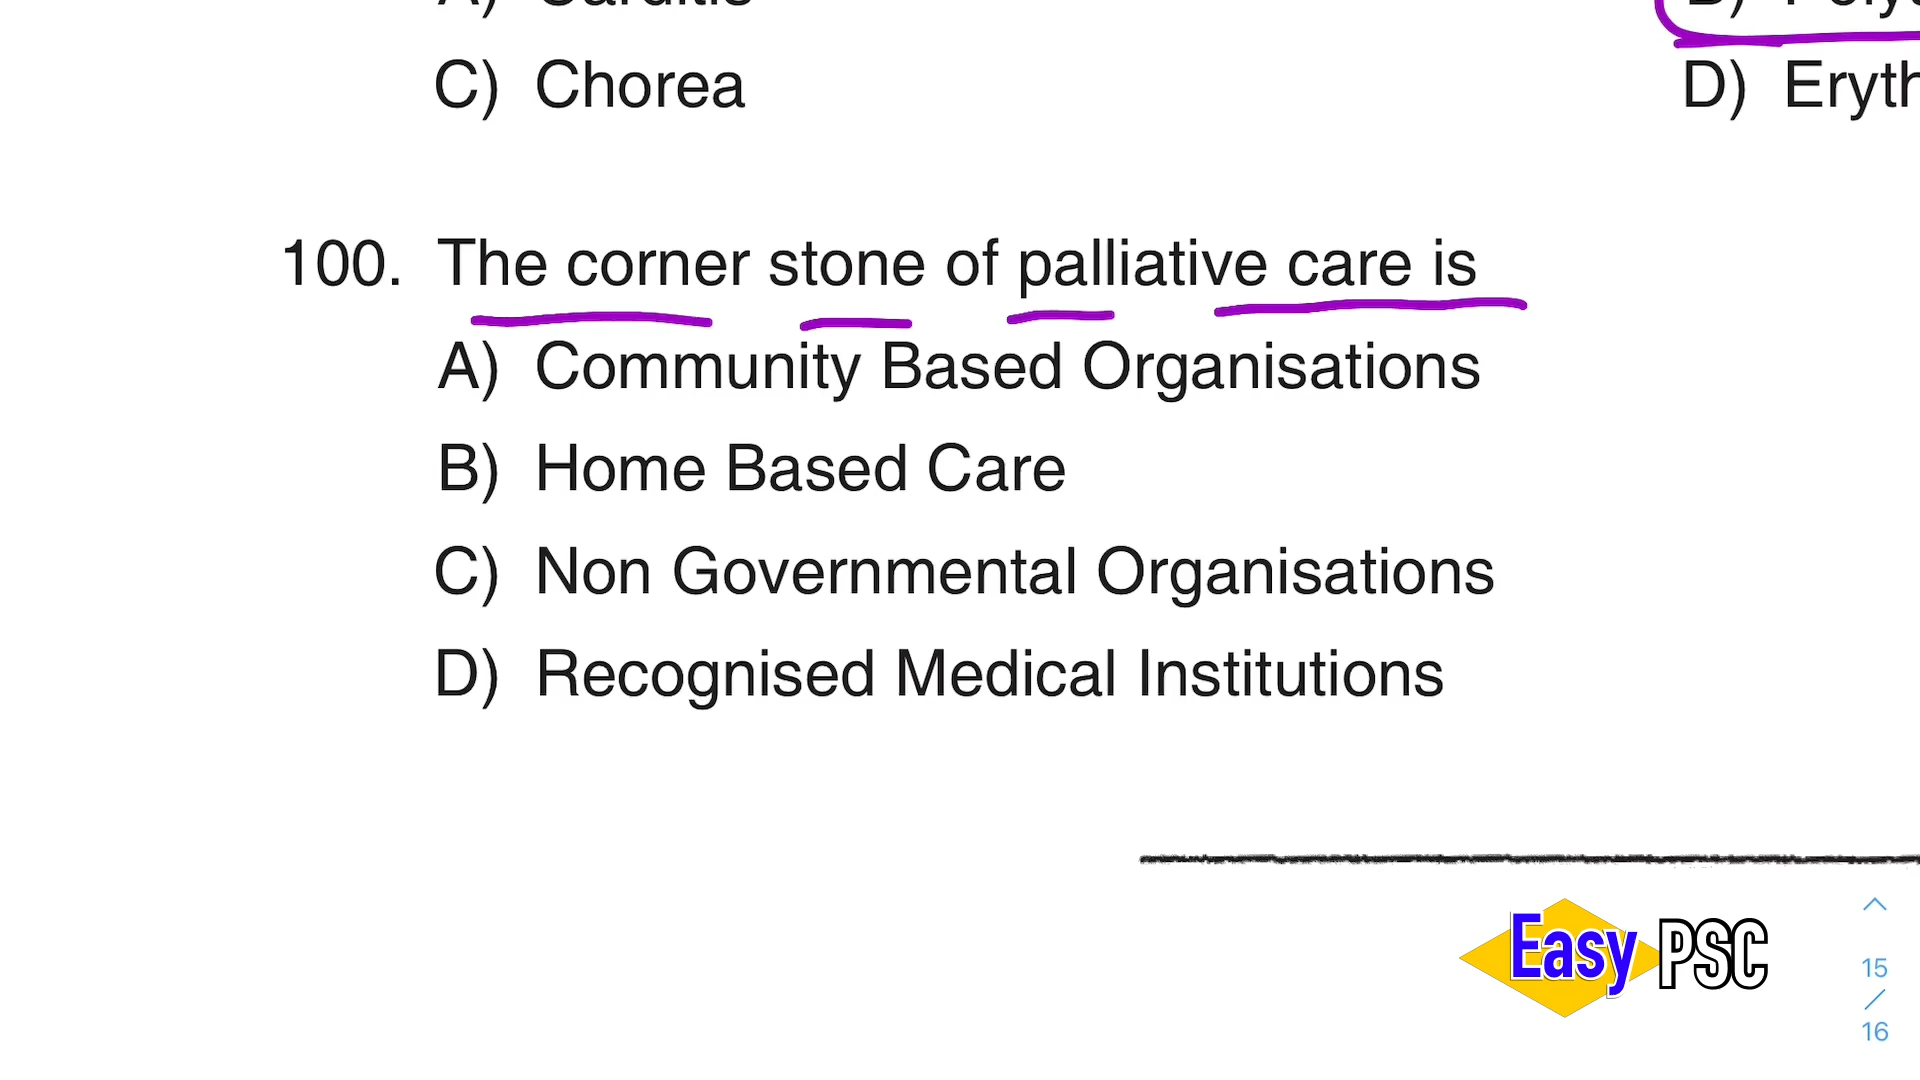 C) Chorea
100. The corner stone of palliative care is
A) Community Based Organisations
B) Home Based Care
C) Non Governmental Organisations
D) Recognised Medical Institutions
Easy PSC
15
/
16